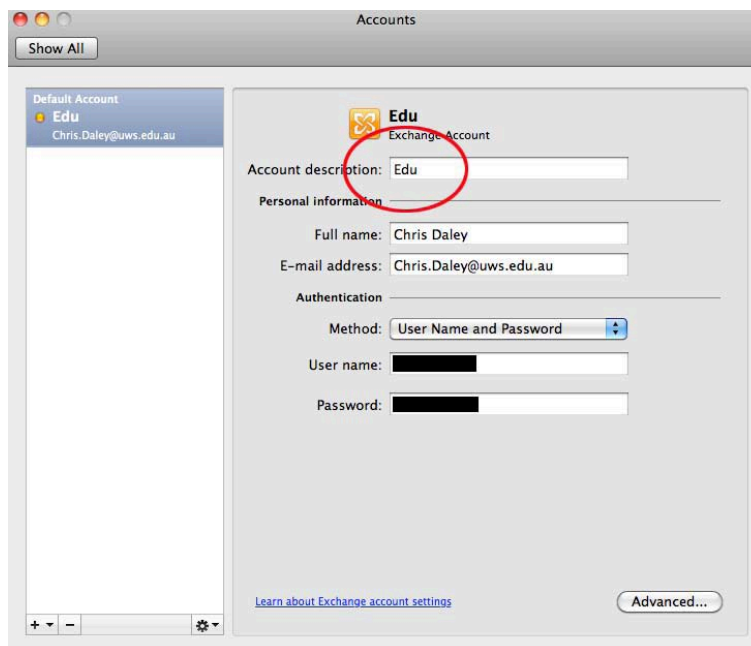 Accounts
Show All
Default Account
Edu
Chris.Daley@uws.edu.au
Edu
Exchange Account
Account description: Edu
Personal information
Full name: Chris Daley
E-mail address: Chris.Daley@uws.edu.au
Authentication
Method: User Name and Password
User name:
Password:
Learn about Exchange account settings
Advanced...